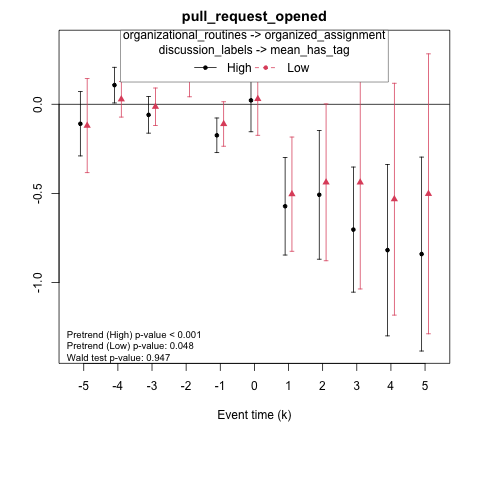 pull_request_opened
organizational_routines -> organized_assignment
discussion_labels -> mean_has_tag
High Low
0.0
-0.5
-1.0
Pretrend (High) p-value < 0.001
Pretrend (Low) p-value: 0.048
Wald test p-value: 0.947
-5 -4 -3 -2 -1 0 1 2 3 4 5
Event time (k)